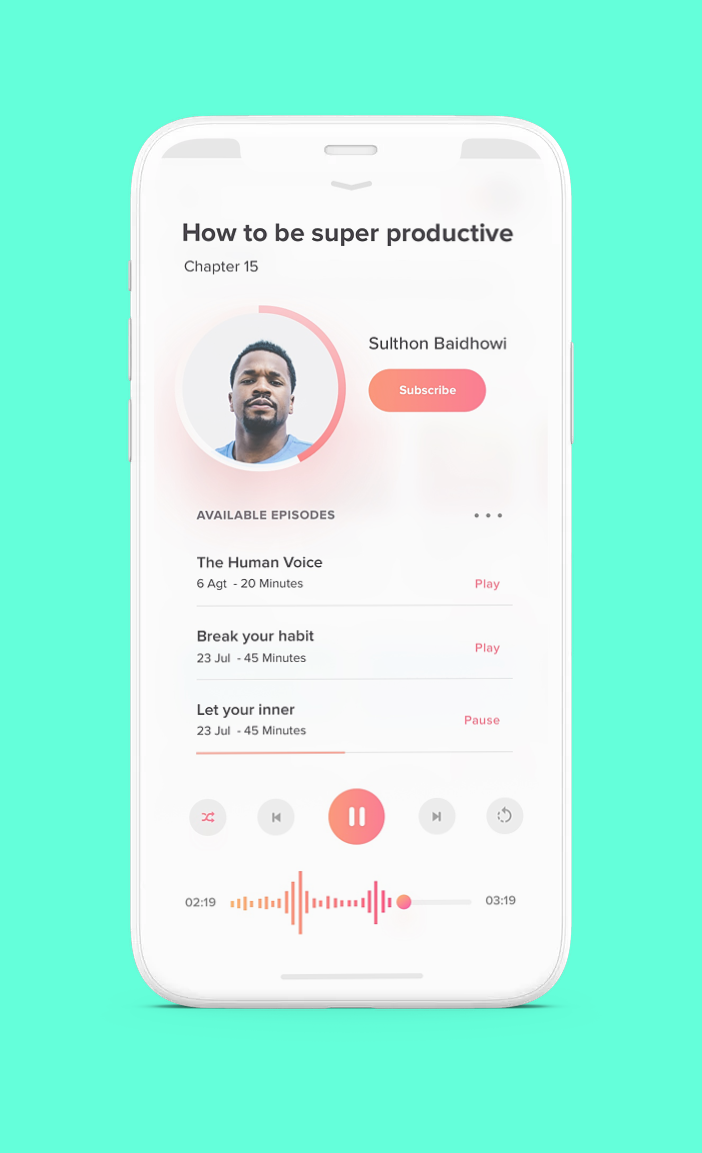 How to be super productive
Chapter 15
Sulthon Baidhowi
Subscribe
AVAILABLE EPISODES
The Human Voice
6 Agt - 20 Minutes
Play
Break your habit
23 Jul - 45 Minutes
Play
Let your inner
23 Jul - 45 Minutes
Pause
02:19
03:19